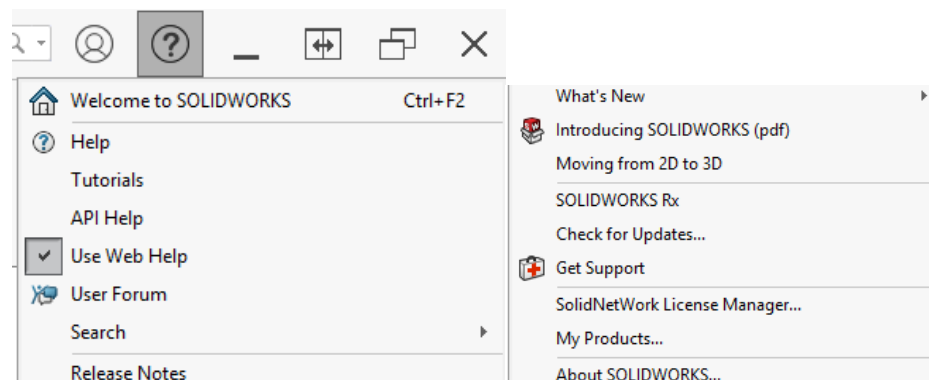 Welcome to SOLIDWORKS Ctrl+F2
Help
Tutorials
API Help
Use Web Help
User Forum
Search
Release Notes
What's New
Introducing SOLIDWORKS (pdf)
Moving from 2D to 3D
SOLIDWORKS Rx
Check for Updates...
Get Support
SolidNetWork License Manager...
My Products...
About SOLIDWORKS...